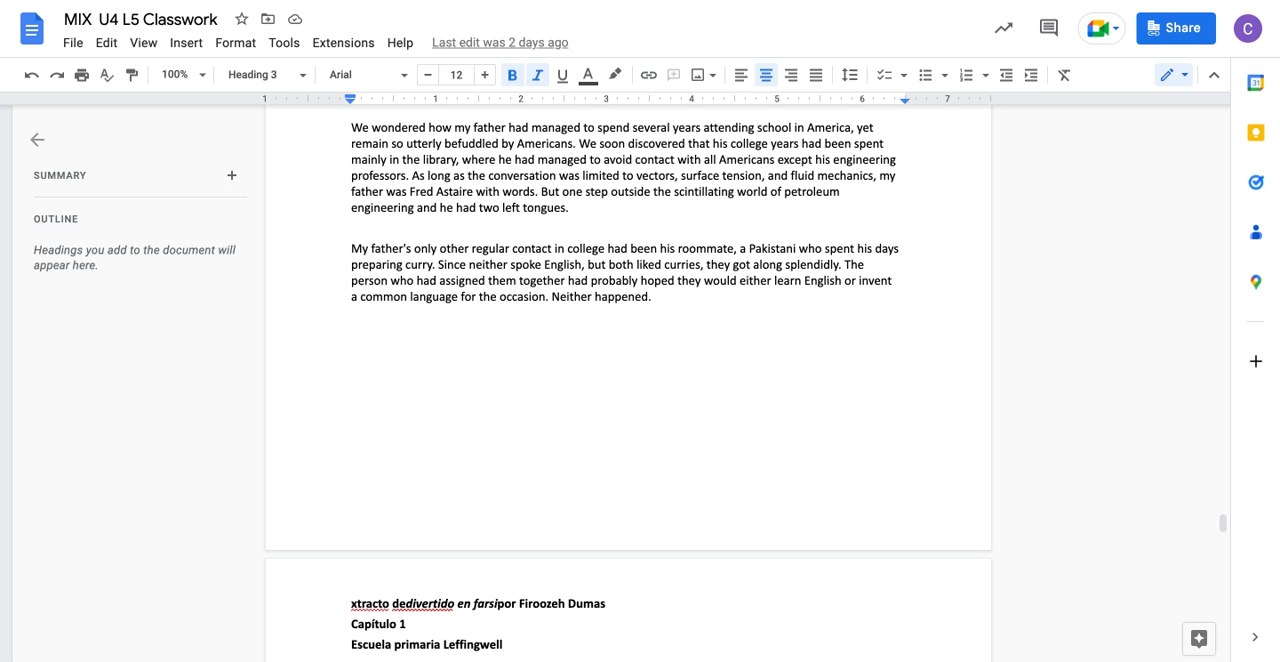 MIX U4 L5 Classwork
File Edit View Insert Format Tools Extensions Help Last edit was 2 days ago
Share
C
100% Heading 3 Arial 12 B I U A
31
1 1 2 3 4 5 6 7
SUMMARY
OUTLINE
Headings you add to the document will
appear here.
We wondered how my father had managed to spend several years attending school in America, yet
remain so utterly befuddled by Americans. We soon discovered that his college years had been spent
mainly in the library, where he had managed to avoid contact with all Americans except his engineering
professors. As long as the conversation was limited to vectors, surface tension, and fluid mechanics, my
father was Fred Astaire with words. But one step outside the scintillating world of petroleum
engineering and he had two left tongues.
My father's only other regular contact in college had been his roommate, a Pakistani who spent his days
preparing curry. Since neither spoke English, but both liked curries, they got along splendidly. The
person who had assigned them together had probably hoped they would either learn English or invent
a common language for the occasion. Neither happened.
xtracto dedivertido en farsipor Firoozeh Dumas
Capítulo 1
Escuela primaria Leffingwell